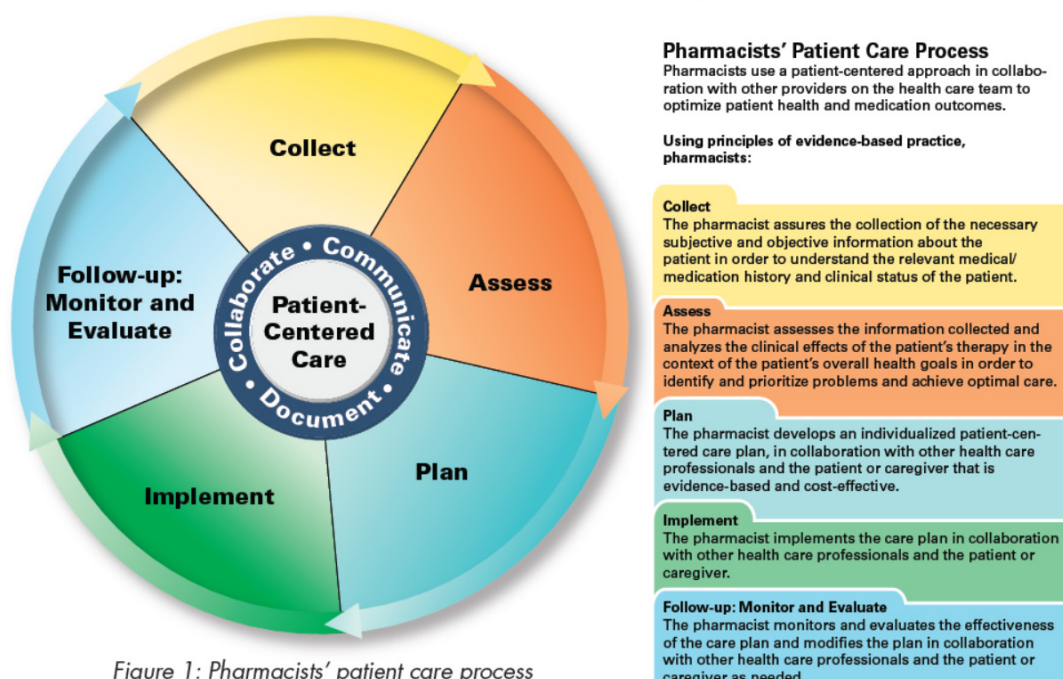 Collect
Assess
Plan
Implement
Follow-up:
Monitor and
Evaluate
Collaborate • Communicate • Document •
Patient-
Centered
Care
Figure 1: Pharmacists' patient care process
Pharmacists' Patient Care Process
Pharmacists use a patient-centered approach in collabo-
ration with other providers on the health care team to
optimize patient health and medication outcomes.
Using principles of evidence-based practice,
pharmacists:
Collect
The pharmacist assures the collection of the necessary
subjective and objective information about the
patient in order to understand the relevant medical/
medication history and clinical status of the patient.
Assess
The pharmacist assesses the information collected and
analyzes the clinical effects of the patient's therapy in the
context of the patient's overall health goals in order to
identify and prioritize problems and achieve optimal care.
Plan
The pharmacist develops an individualized patient-cen-
tered care plan, in collaboration with other health care
professionals and the patient or caregiver that is
evidence-based and cost-effective.
Implement
The pharmacist implements the care plan in collaboration
with other health care professionals and the patient or
caregiver.
Follow-up: Monitor and Evaluate
The pharmacist monitors and evaluates the effectiveness
of the care plan and modifies the plan in collaboration
with other health care professionals and the patient or
caregiver as needed